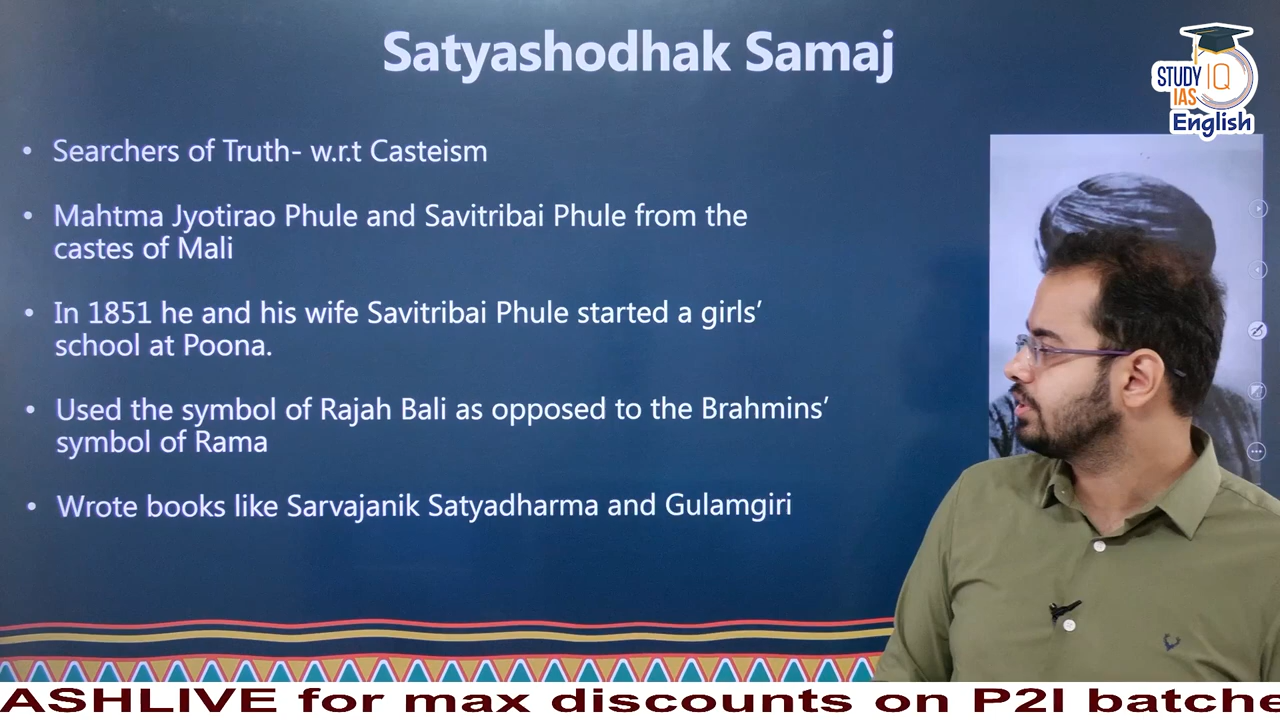 Satyashodhak Samaj
STUDY IQ
IAS
English
• Searchers of Truth- w.r.t Casteism
• Mahtma Jyotirao Phule and Savitribai Phule from the
castes of Mali
• In 1851 he and his wife Savitribai Phule started a girls’
school at Poona.
• Used the symbol of Rajah Bali as opposed to the Brahmins’
symbol of Rama
• Wrote books like Sarvajanik Satyadharma and Gulamgiri
ASHLIVE for max discounts on P2I batche